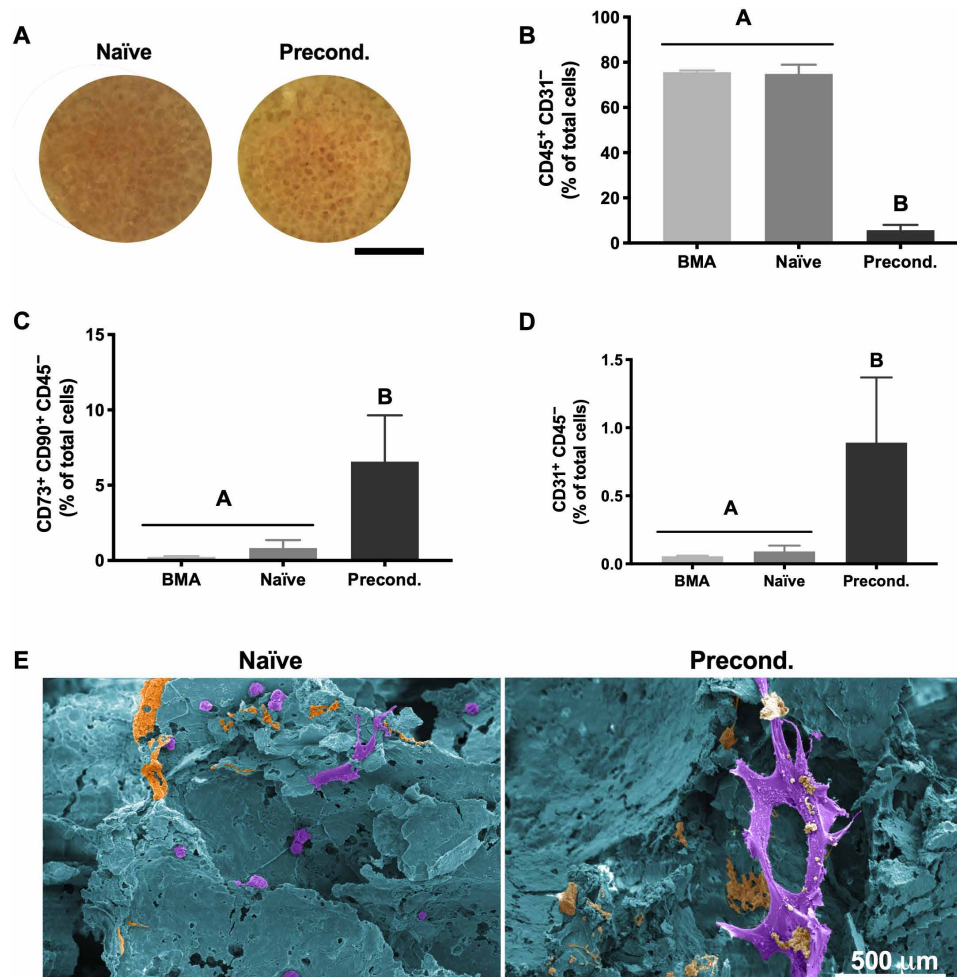 A
Naïve
Precond.
B
CD45⁺ CD31⁻
(% of total cells)
100
80
60
40
20
0
A
B
BMA
Naïve
Precond.
C
CD73⁺ CD90⁺ CD45⁻
(% of total cells)
15
10
5
0
A
B
BMA
Naïve
Precond.
D
CD31⁺ CD45⁻
(% of total cells)
1.5
1.0
0.5
0.0
A
B
BMA
Naïve
Precond.
E
Naïve
Precond.
500 µm